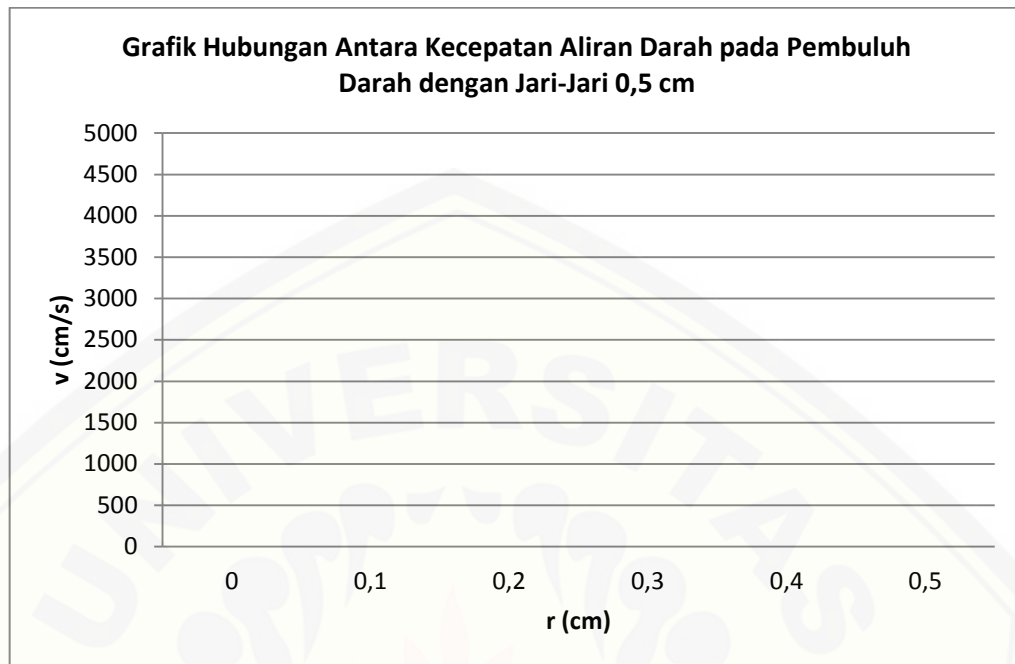 Grafik Hubungan Antara Kecepatan Aliran Darah pada Pembuluh
Darah dengan Jari-Jari 0,5 cm
5000
4500
4000
3500
3000
2500
2000
1500
1000
500
0
v (cm/s)
0 0,1 0,2 0,3 0,4 0,5
r (cm)
UNIVERSITAS